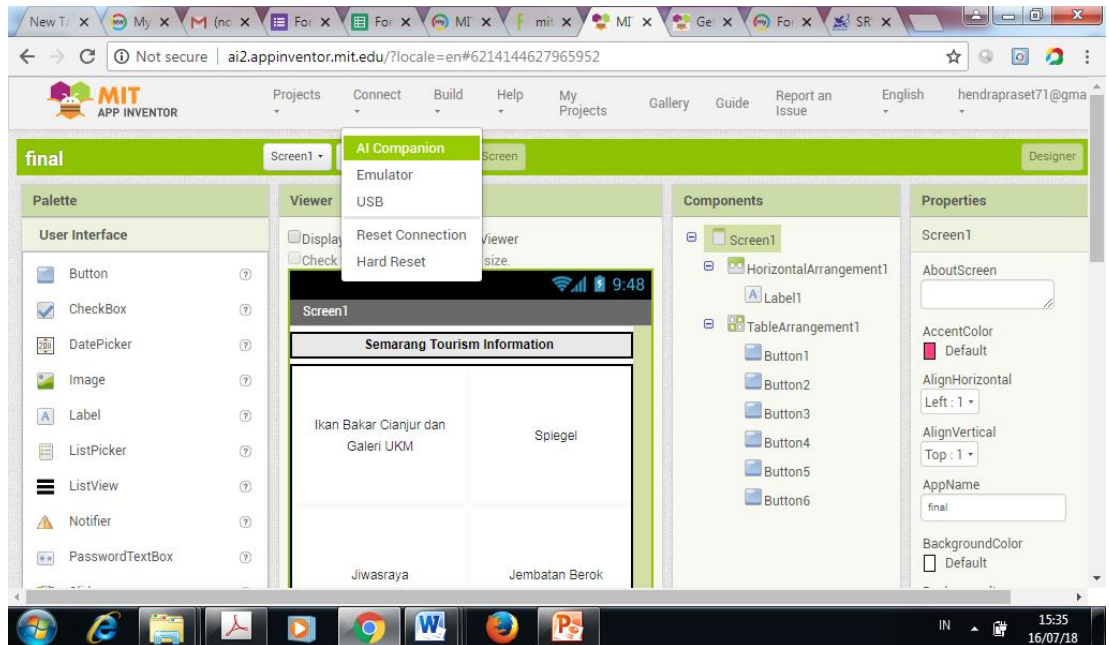 New Ta
My
(no
For
For
MI
mit
MI
Ger
For
SR
Not secure | ai2.appinventor.mit.edu/?locale=en#6214144627965952
MIT
APP INVENTOR
Projects
Connect
Build
Help
My Projects
Gallery
Guide
Report an Issue
English
hendrapraset71@gma
final
Screen1
Screen
Designer
AI Companion
Emulator
USB
Reset Connection
Hard Reset
Palette
User Interface
Button
CheckBox
DatePicker
Image
Label
ListPicker
ListView
Notifier
PasswordTextBox
Viewer
Display
Viewer
Check
size.
9:48
Screen1
Semarang Tourism Information
Ikan Bakar Cianjur dan
Galeri UKM
Spiegel
Jiwasraya
Jembatan Berok
Components
Screen1
HorizontalArrangement1
Label1
TableArrangement1
Button1
Button2
Button3
Button4
Button5
Button6
Properties
Screen1
AboutScreen
AccentColor
Default
AlignHorizontal
Left : 1
AlignVertical
Top : 1
AppName
final
BackgroundColor
Default
IN
15:35
16/07/18